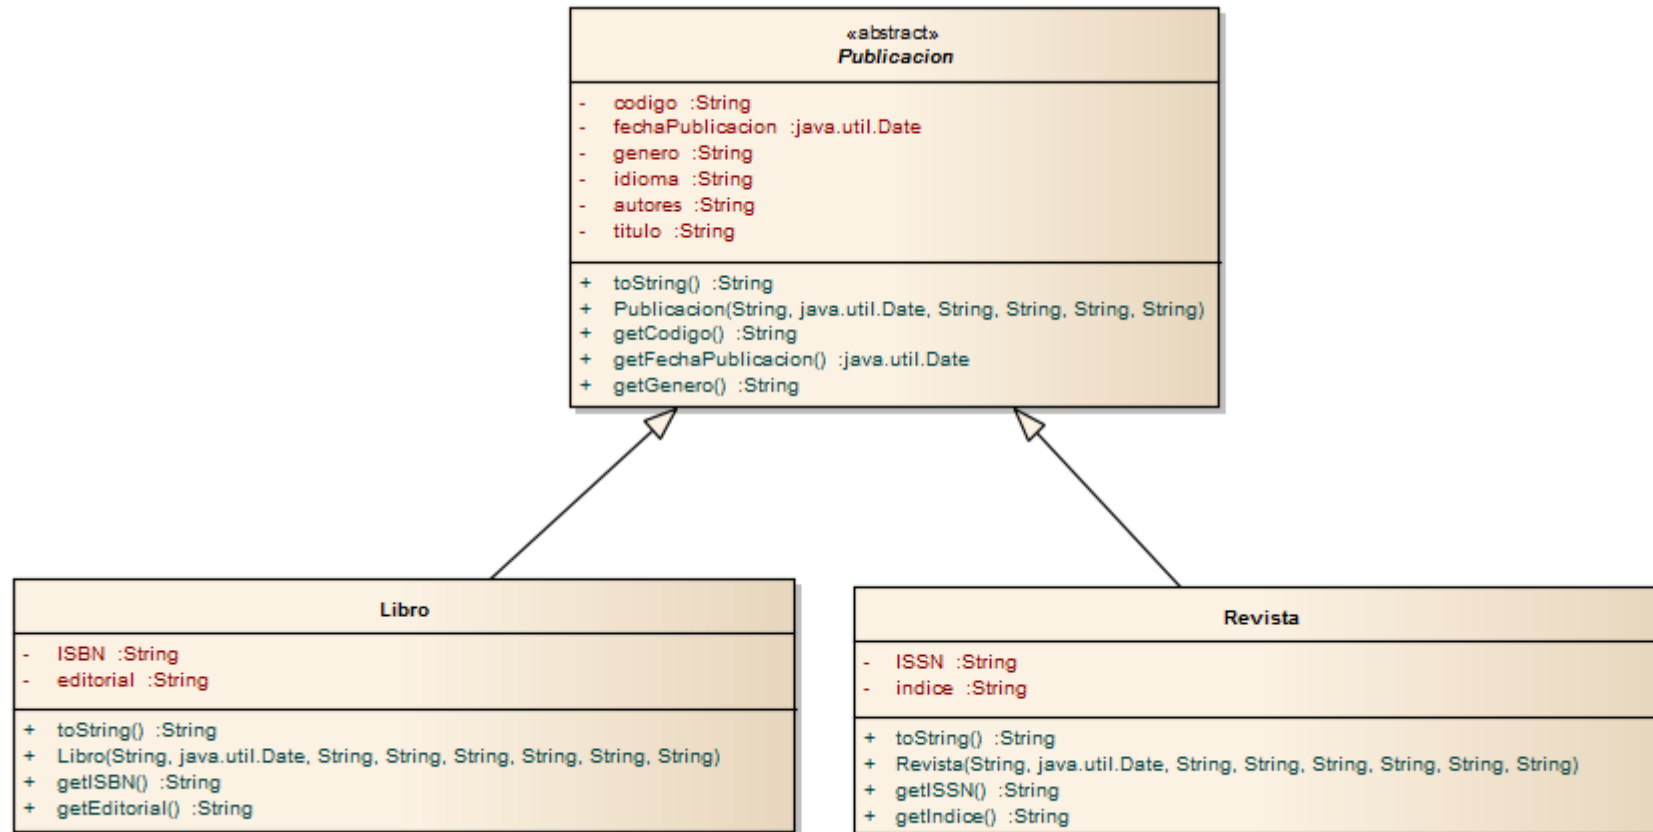 «abstract»
Publicacion
- codigo :String
- fechaPublicacion :java.util.Date
- genero :String
- idioma :String
- autores :String
- titulo :String
+ toString() :String
+ Publicacion(String, java.util.Date, String, String, String, String)
+ getCodigo() :String
+ getFechaPublicacion() :java.util.Date
+ getGenero() :String
Libro
- ISBN :String
- editorial :String
+ toString() :String
+ Libro(String, java.util.Date, String, String, String, String, String, String)
+ getISBN() :String
+ getEditorial() :String
Revista
- ISSN :String
- indice :String
+ toString() :String
+ Revista(String, java.util.Date, String, String, String, String, String, String)
+ getISSN() :String
+ getIndice() :String